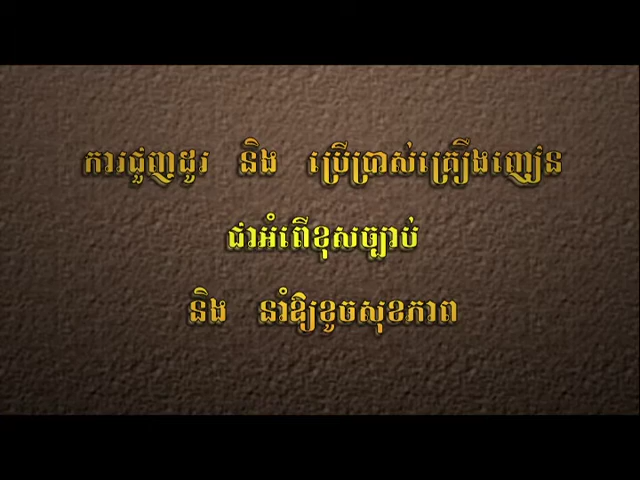 ការជួញដូរ និង ប្រើប្រាស់គ្រឿងញៀន
ជាអំពើខុសច្បាប់
និង នាំឱ្យខូចសុខភាព